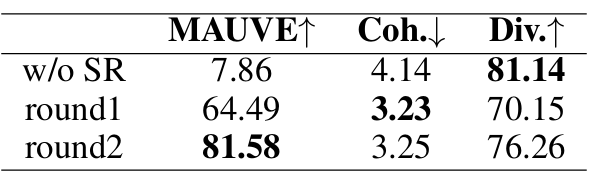 MAUVE↑ Coh.↓ Div.↑
w/o SR 7.86 4.14 81.14
round1 64.49 3.23 70.15
round2 81.58 3.25 76.26